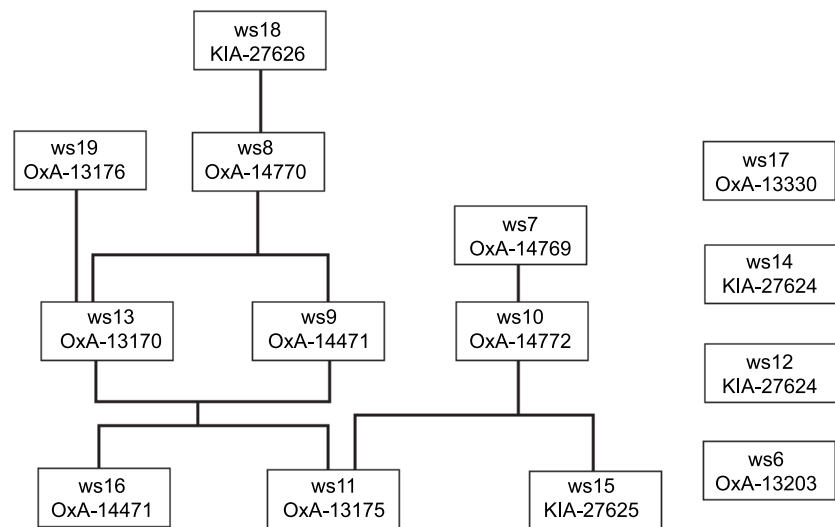 ws18
KIA-27626
ws19
OxA-13176
ws8
OxA-14770
ws17
OxA-13330
ws7
OxA-14769
ws14
KIA-27624
ws13
OxA-13170
ws9
OxA-14471
ws10
OxA-14772
ws12
KIA-27624
ws16
OxA-14471
ws11
OxA-13175
ws15
KIA-27625
ws6
OxA-13203